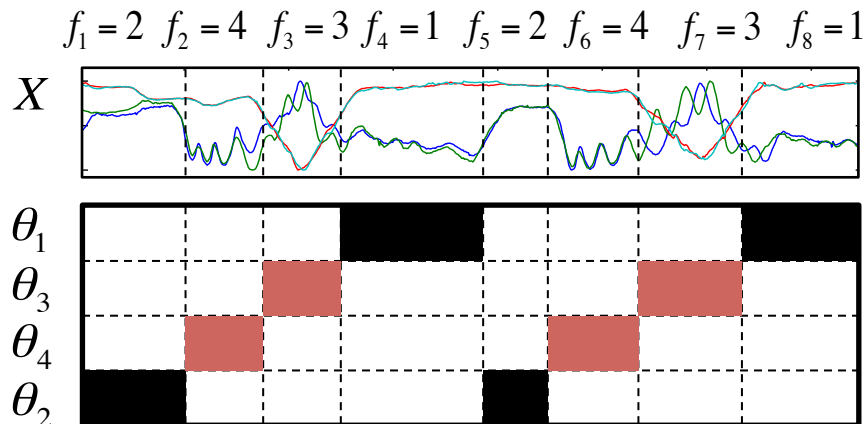 f₁ = 2 f₂ = 4 f₃ = 3 f₄ = 1 f₅ = 2 f₆ = 4 f₇ = 3 f₈ = 1
X
θ₁
θ₃
θ₄
θ₂